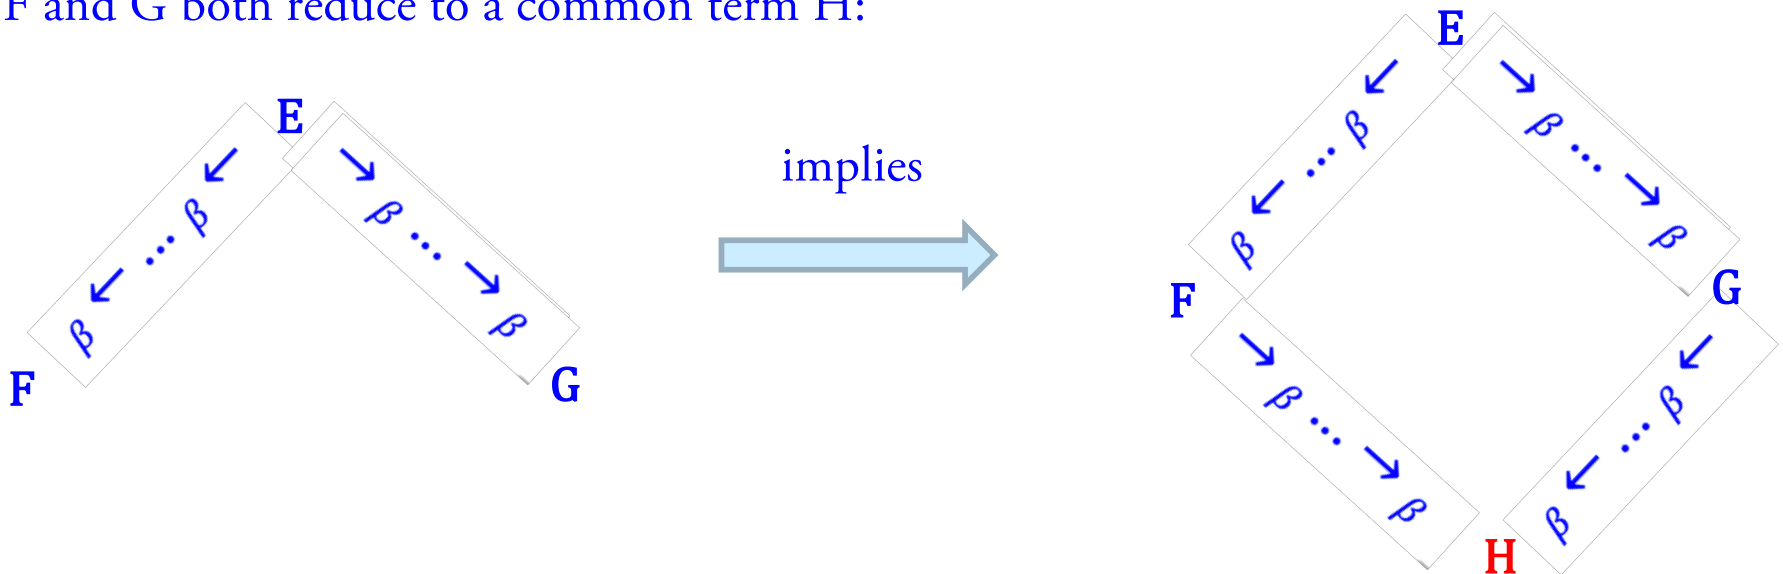 F and G both reduce to a common term H:
E
← β ... ← β
→ β ... → β
F
G
implies
E
← β ... ← β
→ β ... → β
F
G
→ β ... → β
← β ... ← β
H